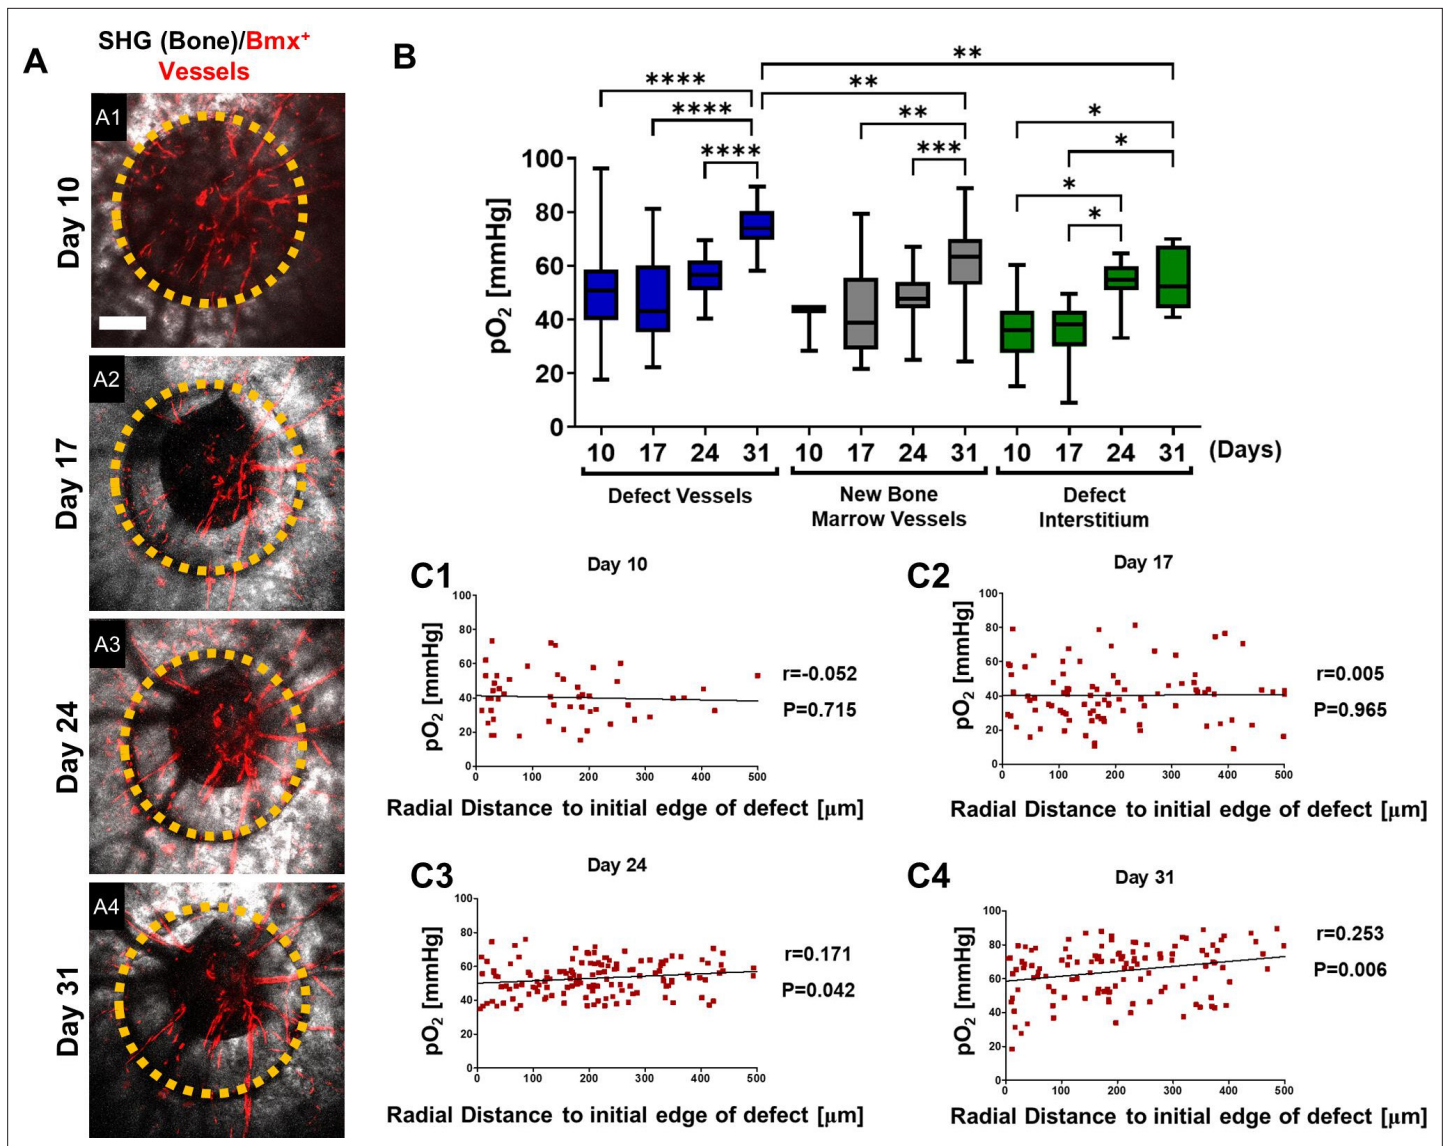 A
SHG (Bone)/Bmx⁺
Vessels
A1
Day 10
A2
Day 17
A3
Day 24
A4
Day 31
B
**
****
**
****
**
*
****
***
*
*
*
pO₂ [mmHg]
100
80
60
40
20
0
10 17 24 31 10 17 24 31 10 17 24 31 (Days)
Defect Vessels
New Bone
Marrow Vessels
Defect
Interstitium
C1
Day 10
pO₂ [mmHg]
100
80
60
40
20
0
0 100 200 300 400 500
r=-0.052
P=0.715
Radial Distance to initial edge of defect [µm]
C2
Day 17
pO₂ [mmHg]
100
80
60
40
20
0
0 100 200 300 400 500
r=0.005
P=0.965
Radial Distance to initial edge of defect [µm]
C3
Day 24
pO₂ [mmHg]
100
80
60
40
20
0
0 100 200 300 400 500
r=0.171
P=0.042
Radial Distance to initial edge of defect [µm]
C4
Day 31
pO₂ [mmHg]
100
80
60
40
20
0
0 100 200 300 400 500
r=0.253
P=0.006
Radial Distance to initial edge of defect [µm]